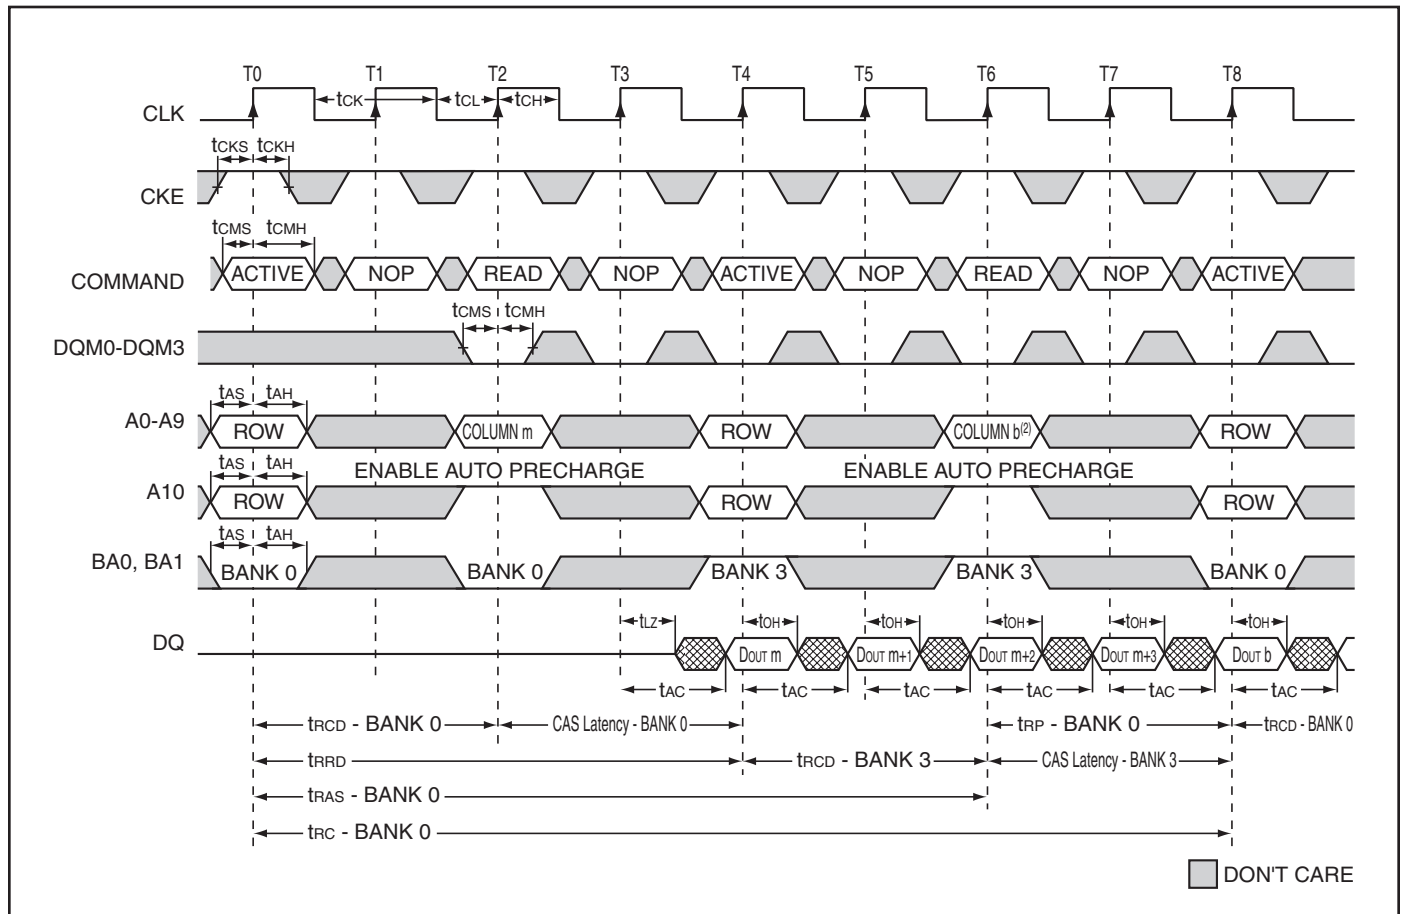 T0 T1 T2 T3 T4 T5 T6 T7 T8
CLK tCK tCL tCH
tCKS tCKH
CKE
tCMS tCMH
COMMAND ACTIVE NOP READ NOP ACTIVE NOP READ NOP ACTIVE
tCMS tCMH
DQM0-DQM3
tAS tAH
A0-A9 ROW COLUMN m ROW COLUMN b(2) ROW
tAS tAH ENABLE AUTO PRECHARGE ENABLE AUTO PRECHARGE
A10 ROW ROW ROW
tAS tAH
BA0, BA1 BANK 0 BANK 0 BANK 3 BANK 3 BANK 0
tLZ tOH tOH tOH tOH tOH
DQ DOUT m DOUT m+1 DOUT m+2 DOUT m+3 DOUT b
tAC tAC tAC tAC tAC tAC
tRCD - BANK 0 CAS Latency - BANK 0 tRP - BANK 0 tRCD - BANK 0
tRRD tRCD - BANK 3 CAS Latency - BANK 3
tRAS - BANK 0
tRC - BANK 0
DON'T CARE